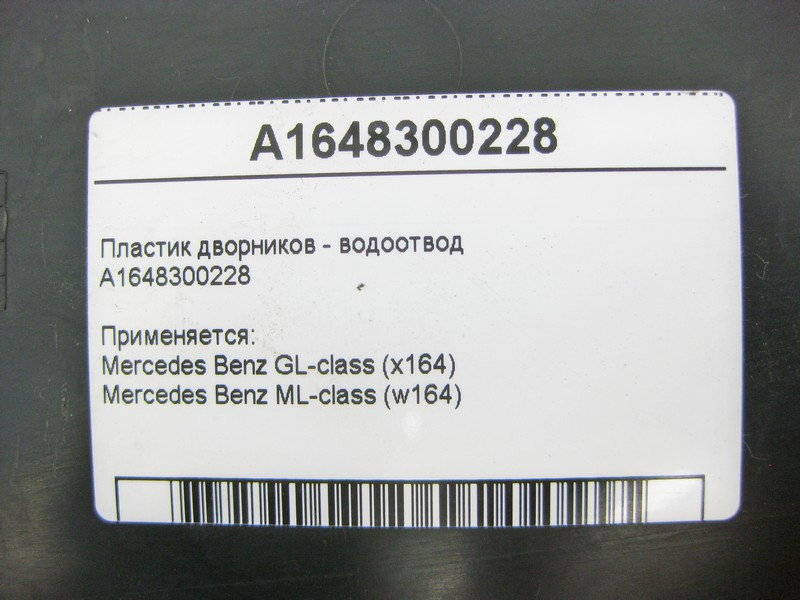 A1648300228
Пластик дворников - водоотвод
A1648300228
Применяется:
Mercedes Benz GL-class (x164)
Mercedes Benz ML-class (w164)